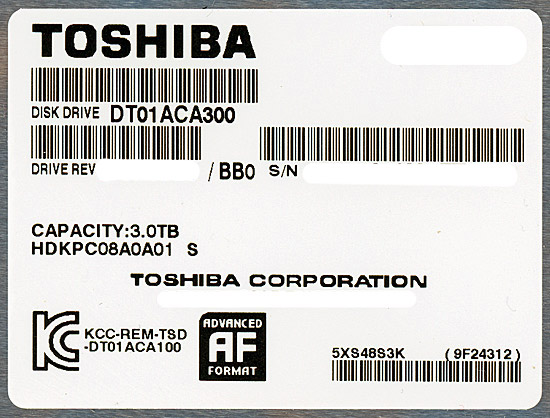 TOSHIBA
DISK DRIVE DT01ACA300
DRIVE REV /BB0 S/N
CAPACITY:3.0TB
HDKPC08A0A01 S
TOSHIBA CORPORATION
KC KCC-REM-TSD
-DT01ACA100
ADVANCED
AF
FORMAT
5XS48S3K (9F24312)